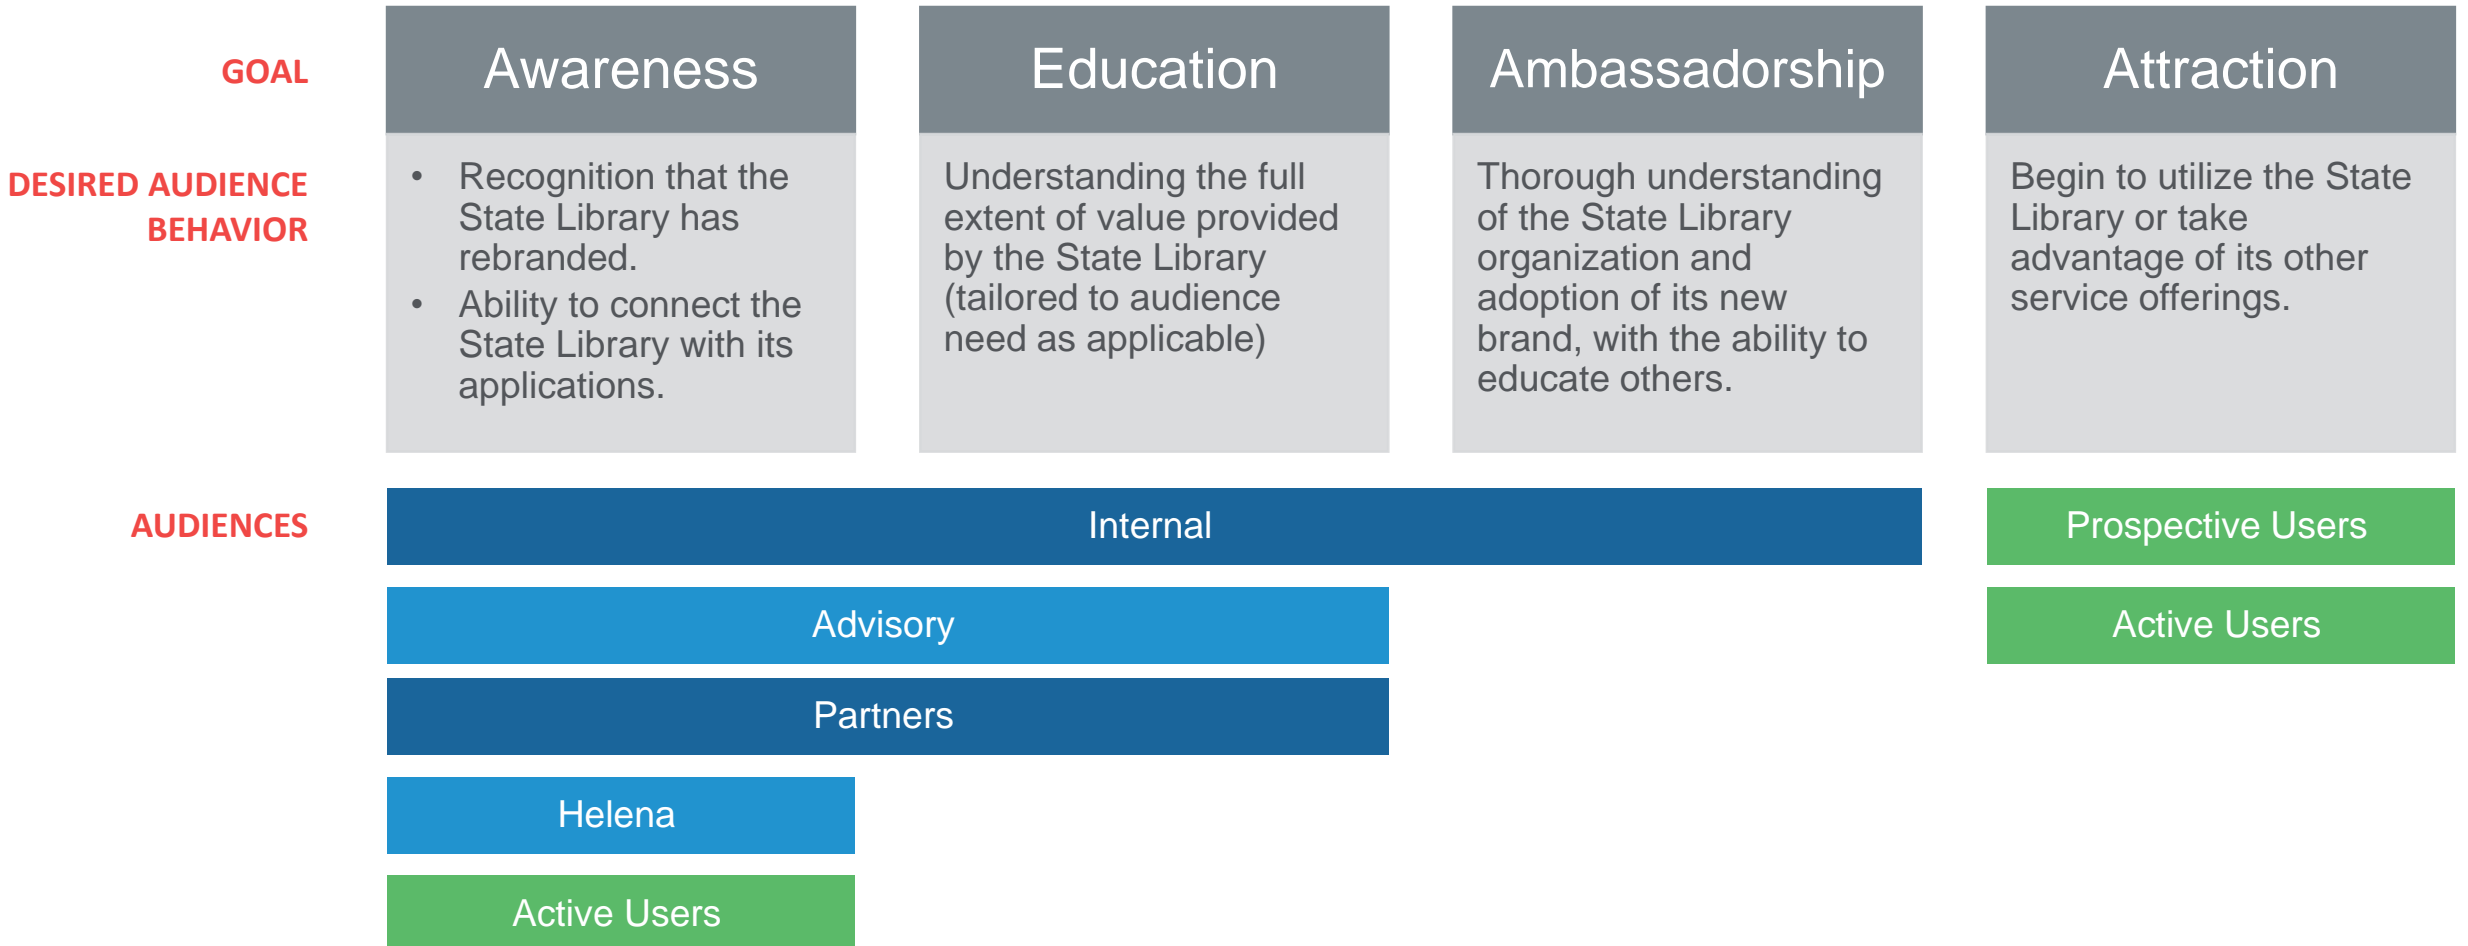 GOAL
Awareness
Education
Ambassadorship
Attraction
DESIRED AUDIENCE
BEHAVIOR
• Recognition that the
State Library has
rebranded.
• Ability to connect the
State Library with its
applications.
Understanding the full
extent of value provided
by the State Library
(tailored to audience
need as applicable)
Thorough understanding
of the State Library
organization and
adoption of its new
brand, with the ability to
educate others.
Begin to utilize the State
Library or take
advantage of its other
service offerings.
AUDIENCES
Internal
Prospective Users
Advisory
Active Users
Partners
Helena
Active Users